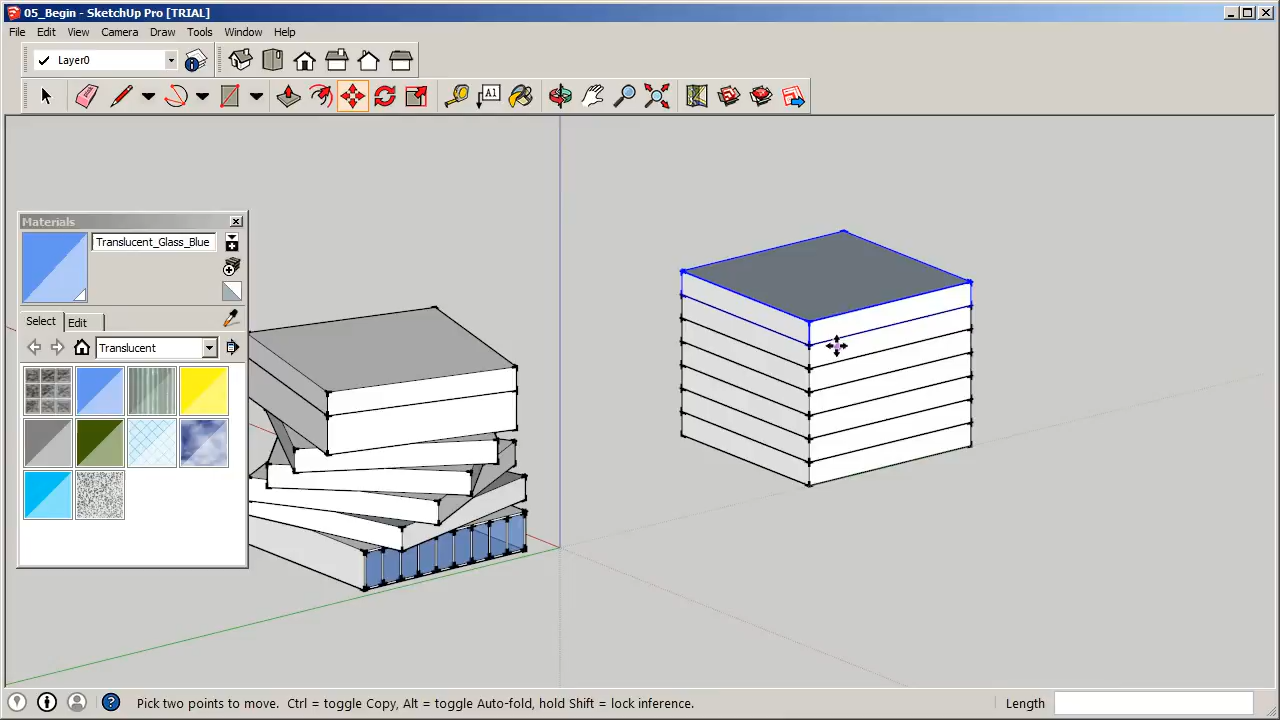 05_Begin - SketchUp Pro [TRIAL]
File Edit View Camera Draw Tools Window Help
Layer0
A1
Materials
Translucent_Glass_Blue
Select Edit
Translucent
Pick two points to move. Ctrl = toggle Copy, Alt = toggle Auto-fold, hold Shift = lock inference.
Length